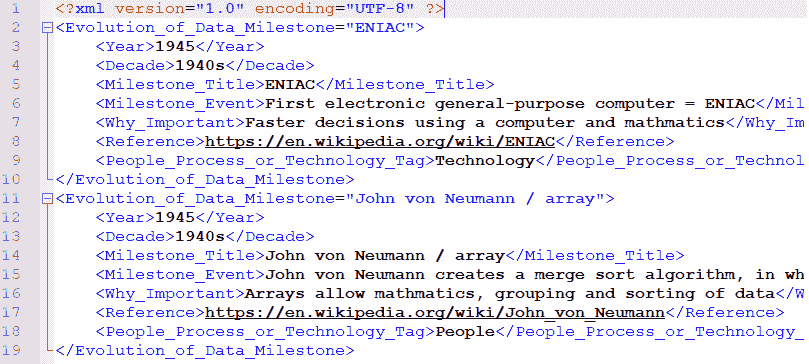 1 <?xml version="1.0" encoding="UTF-8" ?>
2 <Evolution_of_Data_Milestone="ENIAC">
3 <Year>1945</Year>
4 <Decade>1940s</Decade>
5 <Milestone_Title>ENIAC</Milestone_Title>
6 <Milestone_Event>First electronic general-purpose computer = ENIAC</Mil
7 <Why_Important>Faster decisions using a computer and mathmatics</Why_Im
8 <Reference>https://en.wikipedia.org/wiki/ENIAC</Reference>
9 <People_Process_or_Technology_Tag>Technology</People_Process_or_Technol
10 </Evolution_of_Data_Milestone>
11 <Evolution_of_Data_Milestone="John von Neumann / array">
12 <Year>1945</Year>
13 <Decade>1940s</Decade>
14 <Milestone_Title>John von Neumann / array</Milestone_Title>
15 <Milestone_Event>John von Neumann creates a merge sort algorithm, in wh
16 <Why_Important>Arrays allow mathmatics, grouping and sorting of data</W
17 <Reference>https://en.wikipedia.org/wiki/John_von_Neumann</Reference>
18 <People_Process_or_Technology_Tag>People</People_Process_or_Technology_
19 </Evolution_of_Data_Milestone>